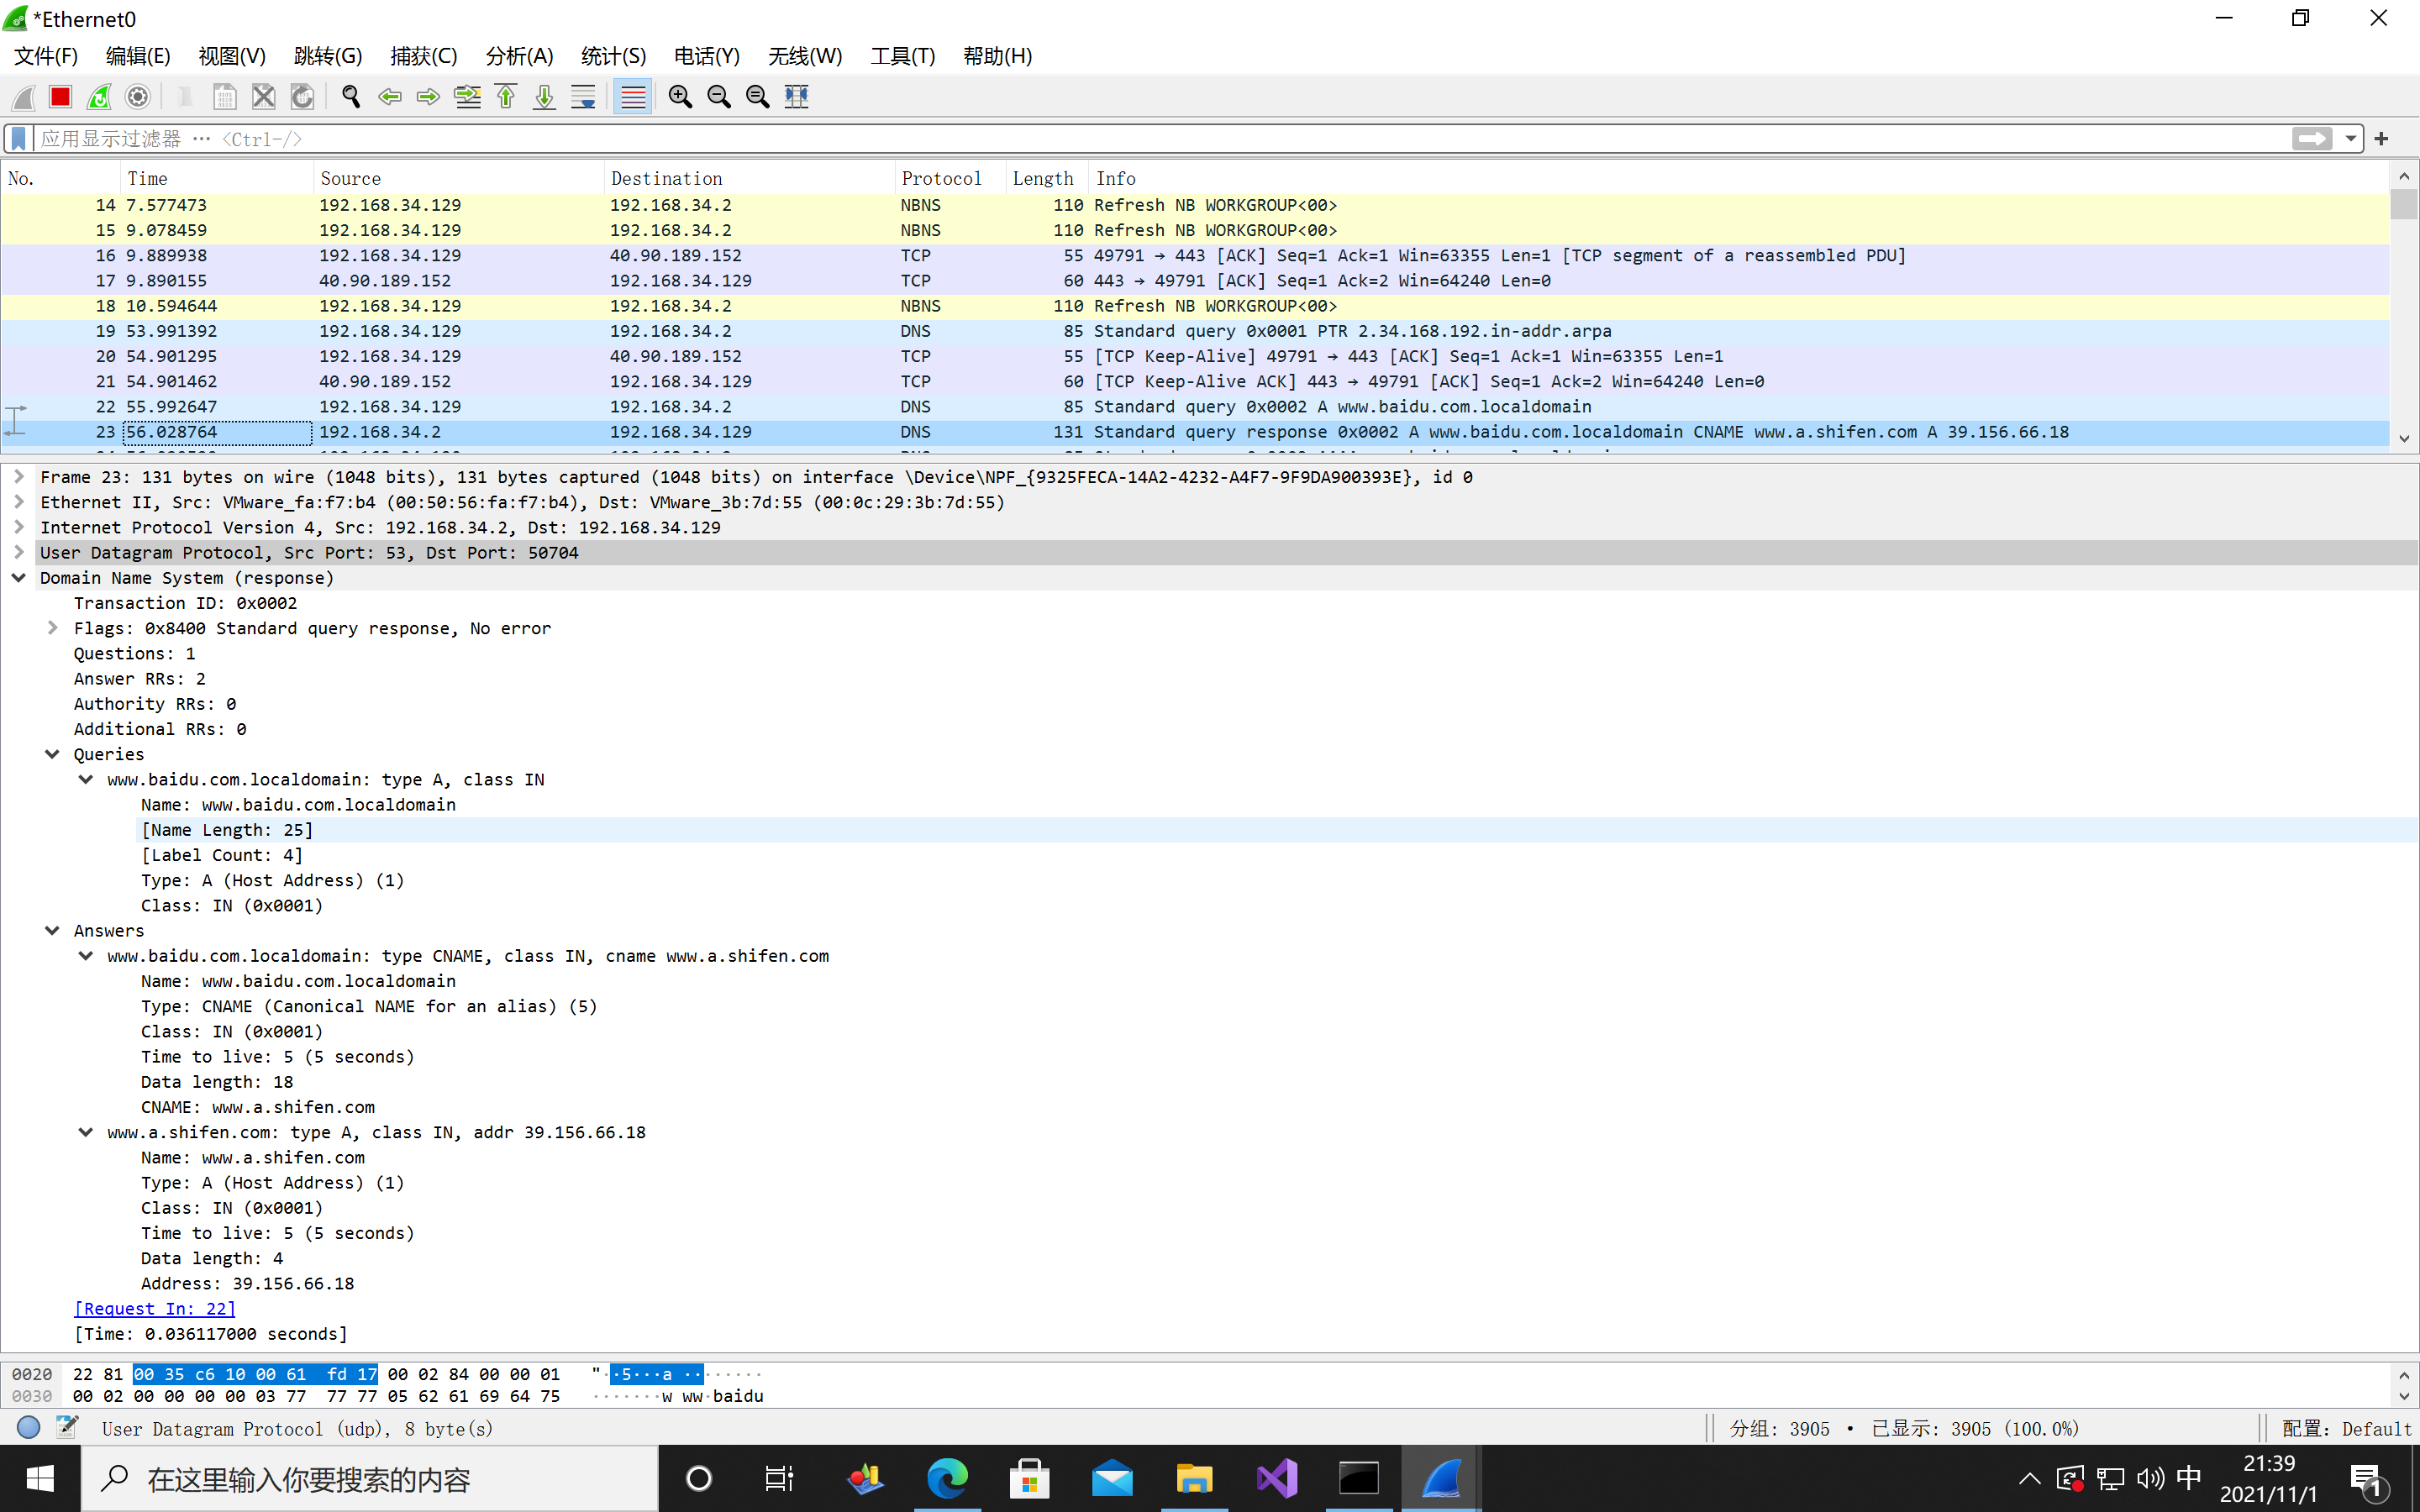 *Ethernet0
文件(F) 编辑(E) 视图(V) 跳转(G) 捕获(C) 分析(A) 统计(S) 电话(Y) 无线(W) 工具(T) 帮助(H)
应用显示过滤器 … <Ctrl-/>
No. Time Source Destination Protocol Length Info
14 7.577473 192.168.34.129 192.168.34.2 NBNS 110 Refresh NB WORKGROUP<00>
15 9.078459 192.168.34.129 192.168.34.2 NBNS 110 Refresh NB WORKGROUP<00>
16 9.889938 192.168.34.129 40.90.189.152 TCP 55 49791 → 443 [ACK] Seq=1 Ack=1 Win=63355 Len=1 [TCP segment of a reassembled PDU]
17 9.890155 40.90.189.152 192.168.34.129 TCP 60 443 → 49791 [ACK] Seq=1 Ack=2 Win=64240 Len=0
18 10.594644 192.168.34.129 192.168.34.2 NBNS 110 Refresh NB WORKGROUP<00>
19 53.991392 192.168.34.129 192.168.34.2 DNS 85 Standard query 0x0001 PTR 2.34.168.192.in-addr.arpa
20 54.901295 192.168.34.129 40.90.189.152 TCP 55 [TCP Keep-Alive] 49791 → 443 [ACK] Seq=1 Ack=1 Win=63355 Len=1
21 54.901462 40.90.189.152 192.168.34.129 TCP 60 [TCP Keep-Alive ACK] 443 → 49791 [ACK] Seq=1 Ack=2 Win=64240 Len=0
22 55.992647 192.168.34.129 192.168.34.2 DNS 85 Standard query 0x0002 A www.baidu.com.localdomain
23 56.028764 192.168.34.2 192.168.34.129 DNS 131 Standard query response 0x0002 A www.baidu.com.localdomain CNAME www.a.shifen.com A 39.156.66.18
Frame 23: 131 bytes on wire (1048 bits), 131 bytes captured (1048 bits) on interface \Device\NPF_{9325FECA-14A2-4232-A4F7-9F9DA900393E}, id 0
Ethernet II, Src: VMware_fa:f7:b4 (00:50:56:fa:f7:b4), Dst: VMware_3b:7d:55 (00:0c:29:3b:7d:55)
Internet Protocol Version 4, Src: 192.168.34.2, Dst: 192.168.34.129
User Datagram Protocol, Src Port: 53, Dst Port: 50704
Domain Name System (response)
Transaction ID: 0x0002
Flags: 0x8400 Standard query response, No error
Questions: 1
Answer RRs: 2
Authority RRs: 0
Additional RRs: 0
Queries
www.baidu.com.localdomain: type A, class IN
Name: www.baidu.com.localdomain
[Name Length: 25]
[Label Count: 4]
Type: A (Host Address) (1)
Class: IN (0x0001)
Answers
www.baidu.com.localdomain: type CNAME, class IN, cname www.a.shifen.com
Name: www.baidu.com.localdomain
Type: CNAME (Canonical NAME for an alias) (5)
Class: IN (0x0001)
Time to live: 5 (5 seconds)
Data length: 18
CNAME: www.a.shifen.com
www.a.shifen.com: type A, class IN, addr 39.156.66.18
Name: www.a.shifen.com
Type: A (Host Address) (1)
Class: IN (0x0001)
Time to live: 5 (5 seconds)
Data length: 4
Address: 39.156.66.18
[Request In: 22]
[Time: 0.036117000 seconds]
0020 22 81 00 35 c6 10 00 61 fd 17 00 02 84 00 00 01 "··5···a ········
0030 00 02 00 00 00 00 03 77 77 77 05 62 61 69 64 75 ·······w ww·baidu
User Datagram Protocol (udp), 8 byte(s) 分组: 3905 · 已显示: 3905 (100.0%) 配置: Default
在这里输入你要搜索的内容 中 21:39 1
2021/11/1